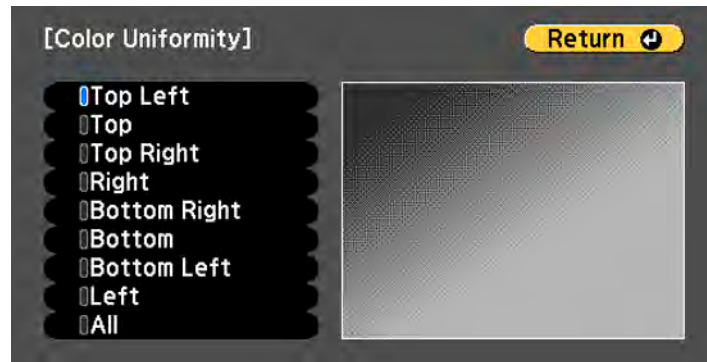 [Color Uniformity]
Return
Top Left
Top
Top Right
Right
Bottom Right
Bottom
Bottom Left
Left
All